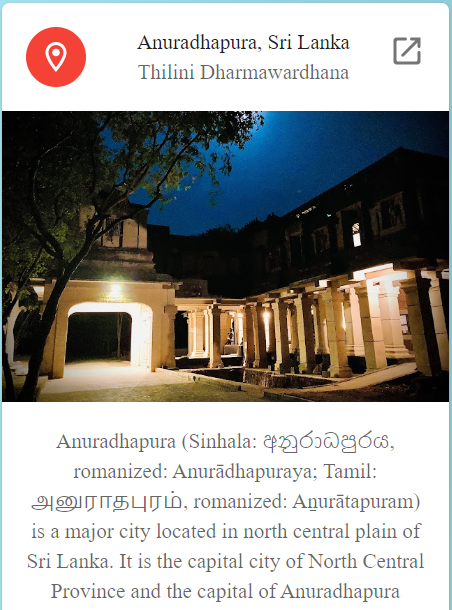 Anuradhapura, Sri Lanka
Thilini Dharmawardhana
Anuradhapura (Sinhala: අනුරාධපුරය,
romanized: Anurādhapuraya; Tamil:
அனுராதபுரம், romanized: Aṉurātapuram)
is a major city located in north central plain of
Sri Lanka. It is the capital city of North Central
Province and the capital of Anuradhapura